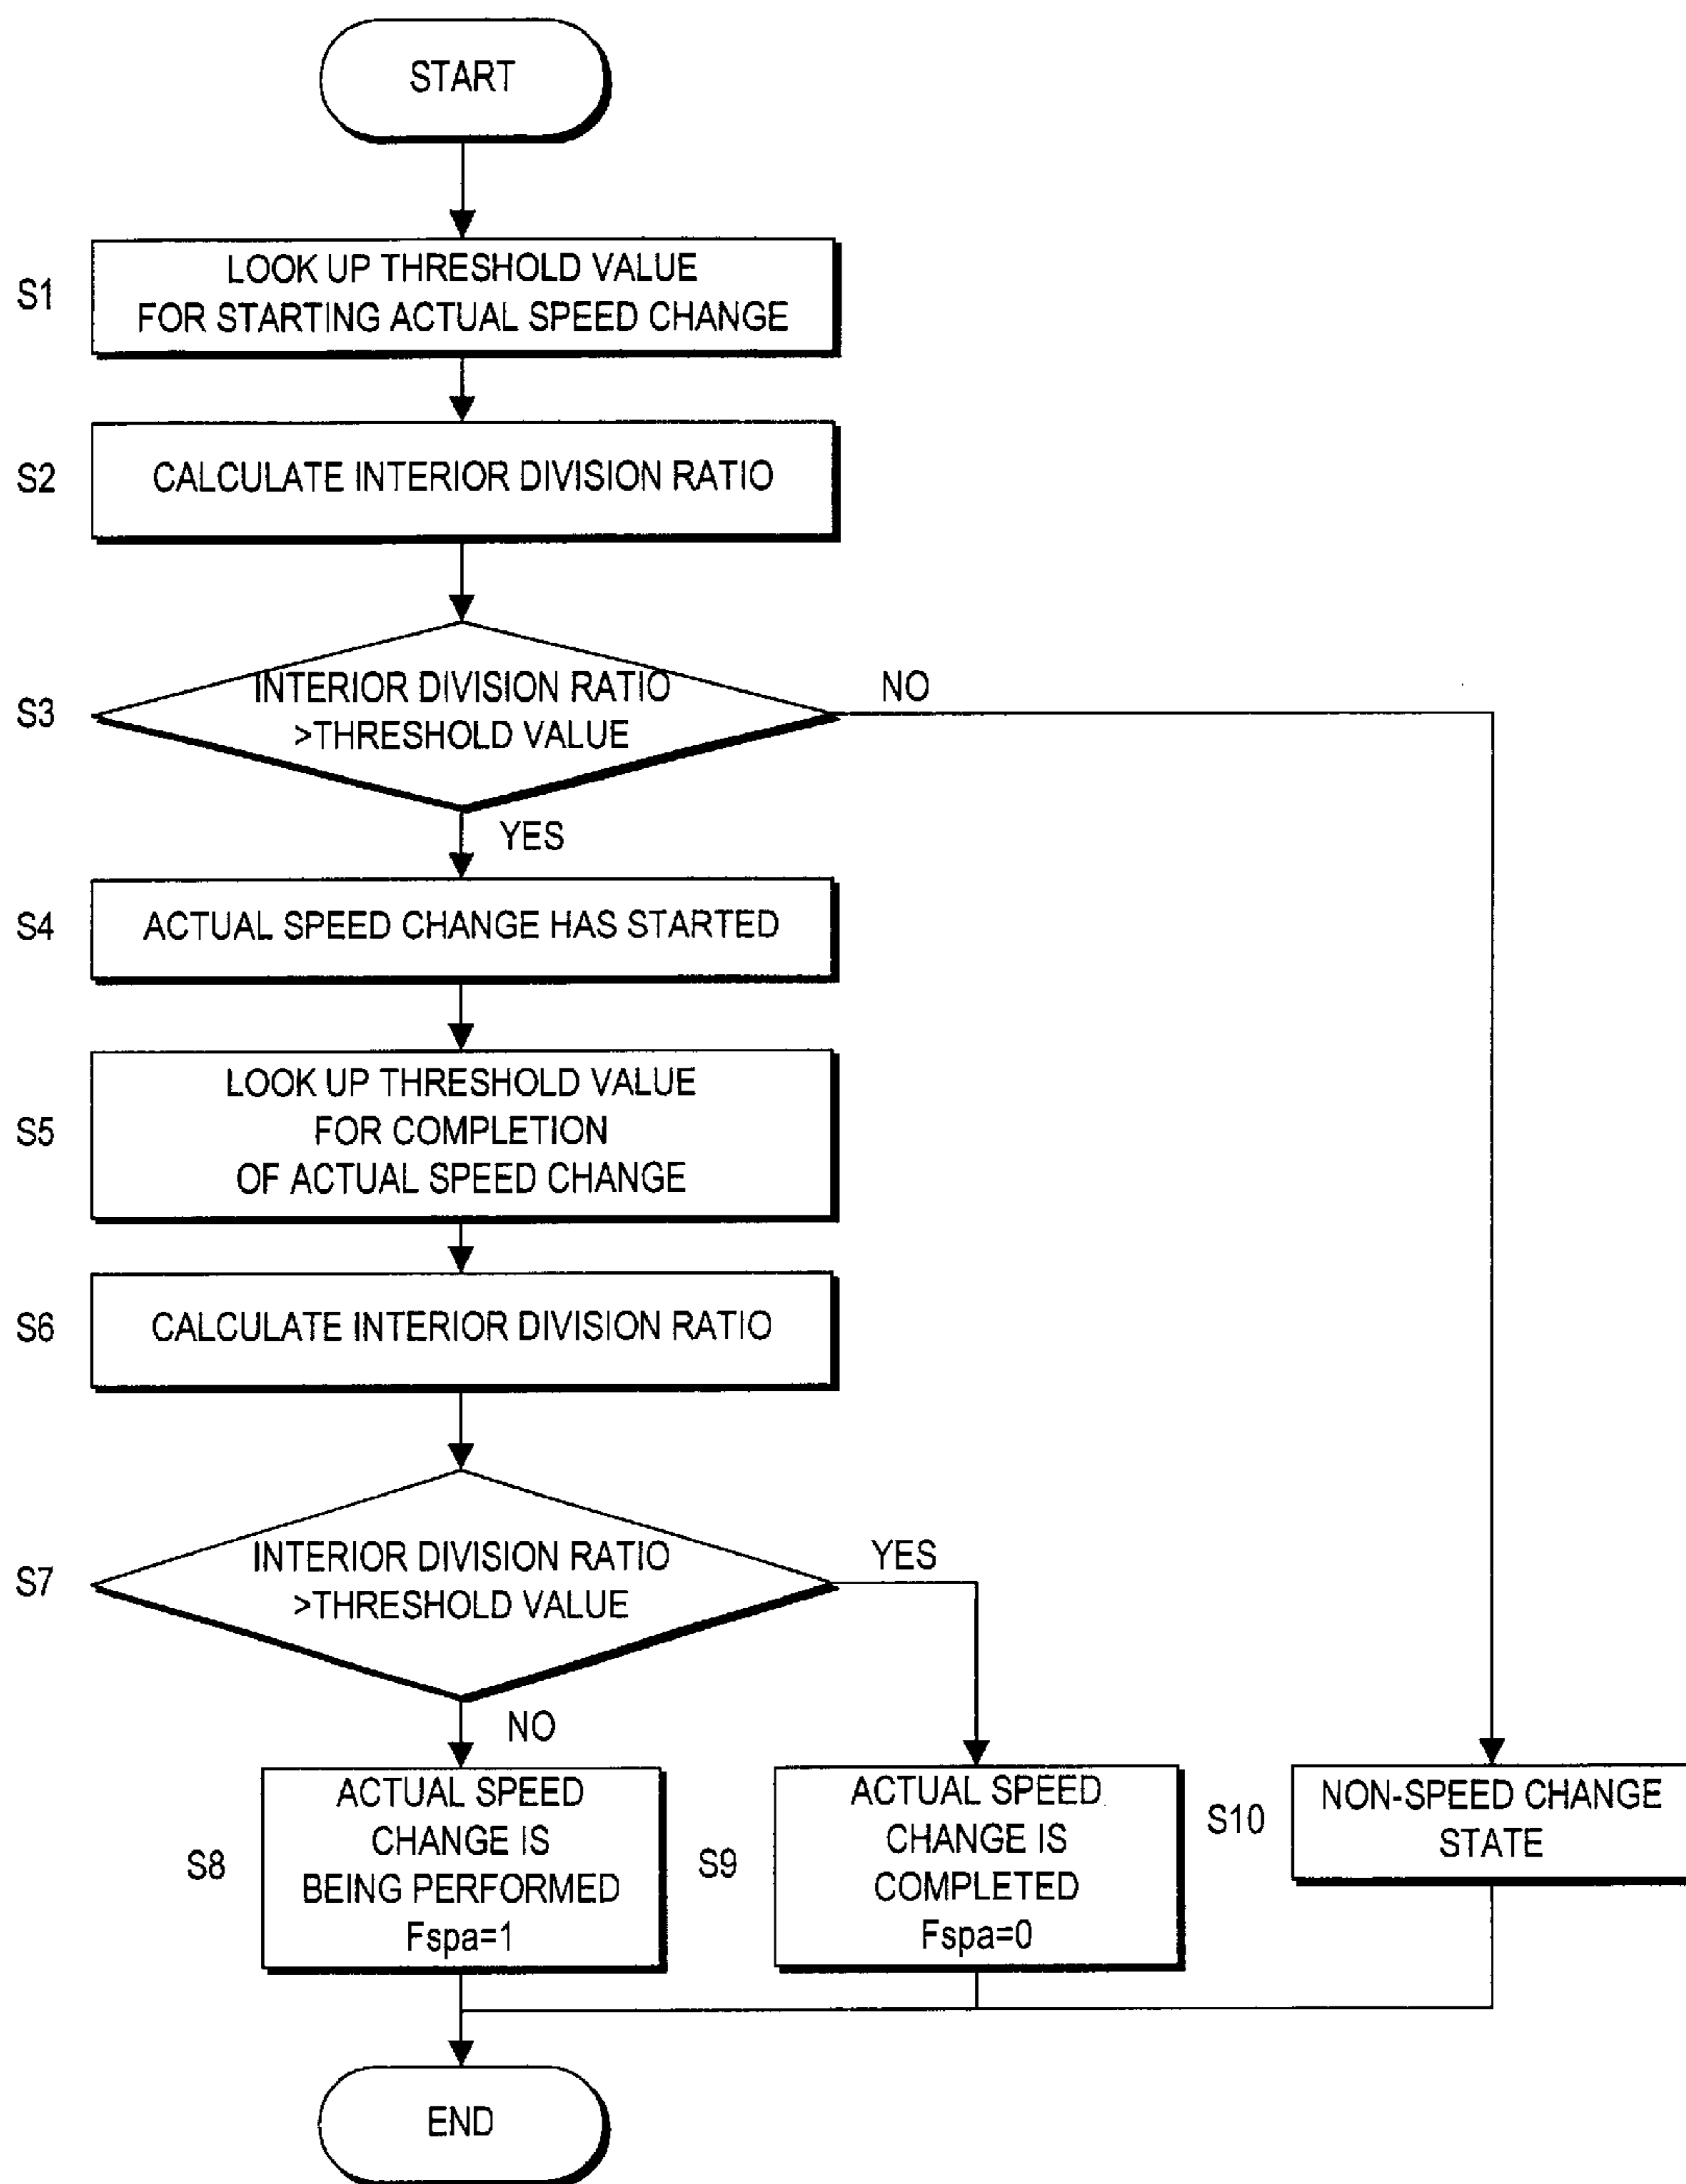 START
S1
LOOK UP THRESHOLD VALUE
FOR STARTING ACTUAL SPEED CHANGE
S2
CALCULATE INTERIOR DIVISION RATIO
S3
INTERIOR DIVISION RATIO
>THRESHOLD VALUE
NO
YES
S4
ACTUAL SPEED CHANGE HAS STARTED
S5
LOOK UP THRESHOLD VALUE
FOR COMPLETION
OF ACTUAL SPEED CHANGE
S6
CALCULATE INTERIOR DIVISION RATIO
S7
INTERIOR DIVISION RATIO
>THRESHOLD VALUE
YES
NO
S8
ACTUAL SPEED
CHANGE IS
BEING PERFORMED
Fspa=1
S9
ACTUAL SPEED
CHANGE IS
COMPLETED
Fspa=0
S10
NON-SPEED CHANGE
STATE
END